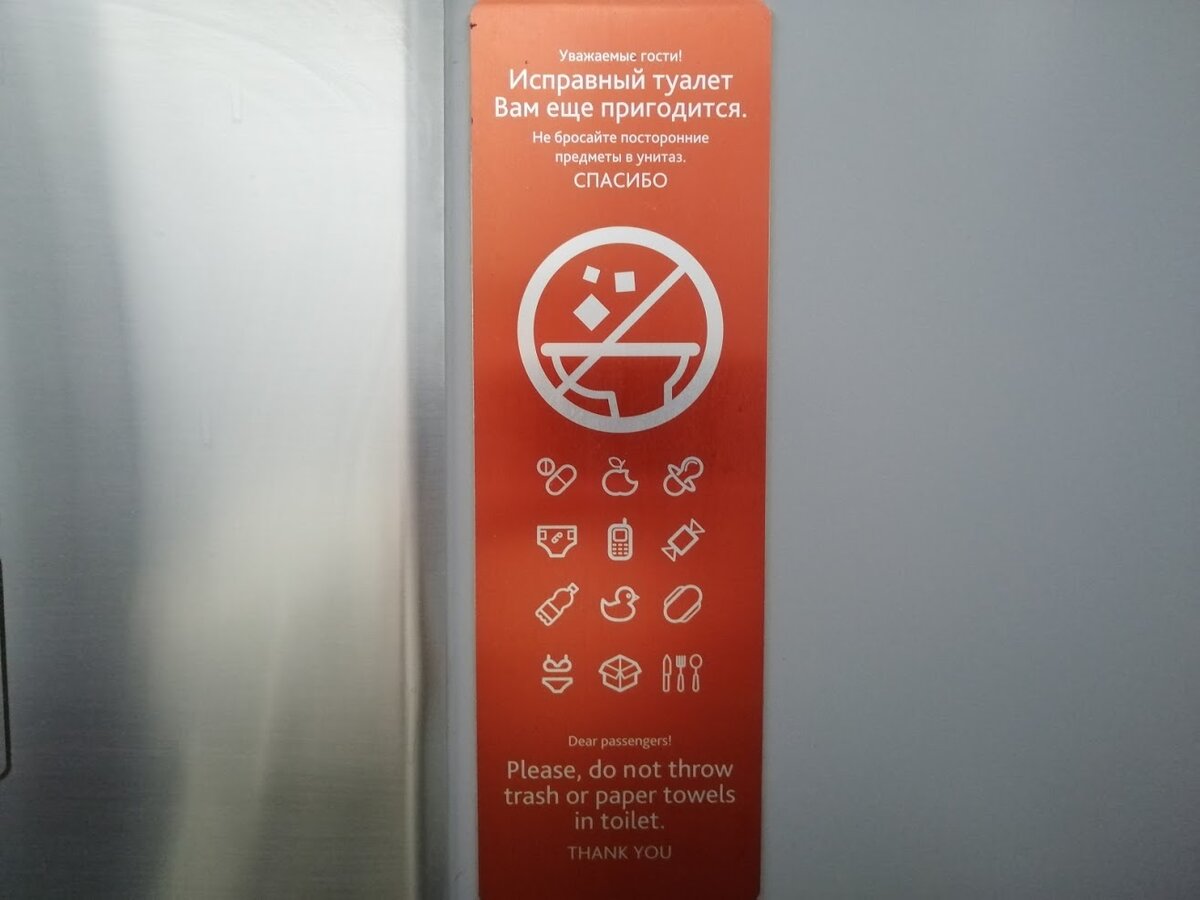 Уважаемые гости!
Исправный туалет
Вам еще пригодится.
Не бросайте посторонние
предметы в унитаз.
СПАСИБО
Dear passengers!
Please, do not throw
trash or paper towels
in toilet.
THANK YOU